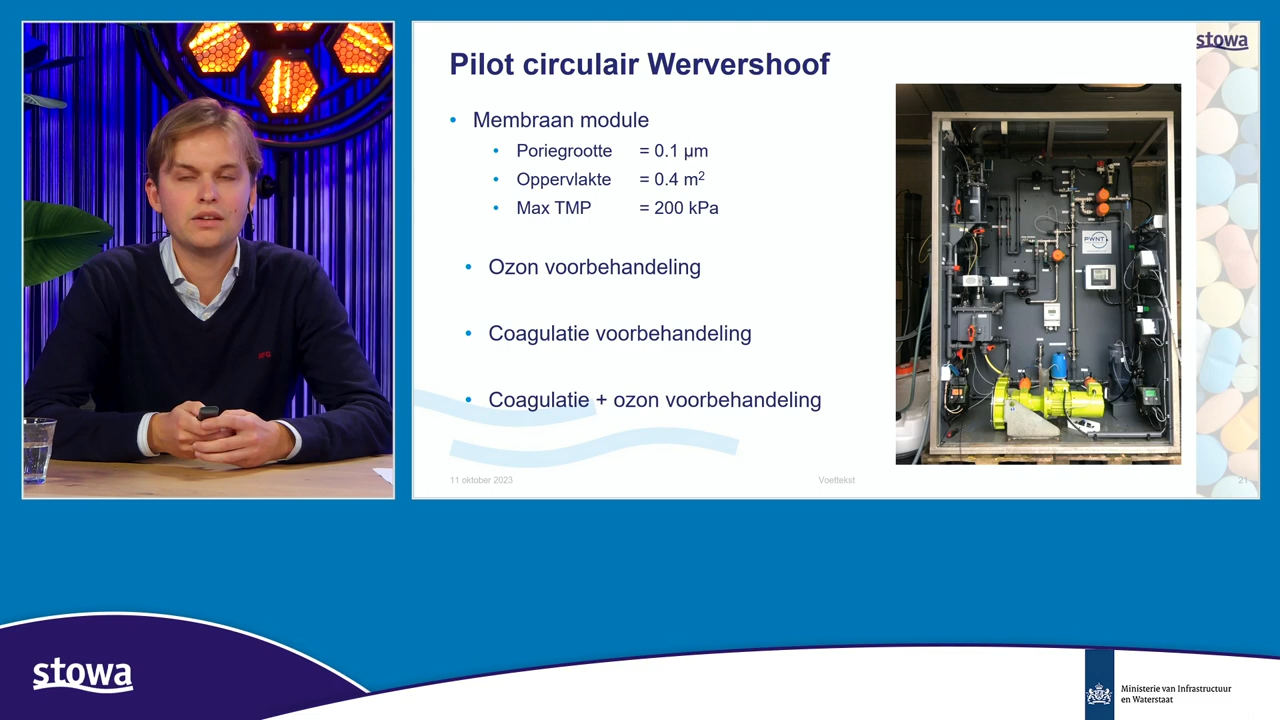 stowa
Pilot circulair Wervershoof
• Membraan module
• Poriegrootte = 0.1 µm
• Oppervlakte = 0.4 m²
• Max TMP = 200 kPa
• Ozon voorbehandeling
• Coagulatie voorbehandeling
• Coagulatie + ozon voorbehandeling
PWNT
11 oktober 2023
Voettekst
21
stowa
Ministerie van Infrastructuur
en Waterstaat